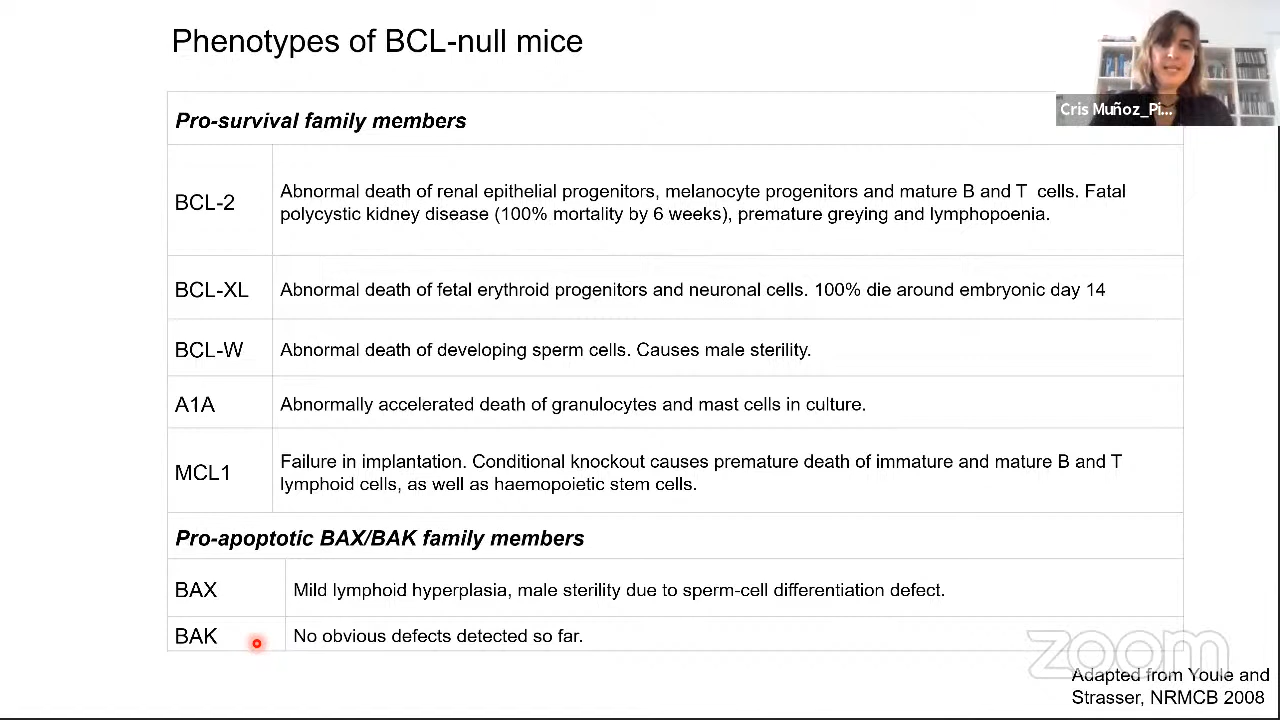 Phenotypes of BCL-null mice
Cris Muñoz_Pi...
Pro-survival family members
BCL-2
Abnormal death of renal epithelial progenitors, melanocyte progenitors and mature B and T cells. Fatal
polycystic kidney disease (100% mortality by 6 weeks), premature greying and lymphopoenia.
BCL-XL
Abnormal death of fetal erythroid progenitors and neuronal cells. 100% die around embryonic day 14
BCL-W
Abnormal death of developing sperm cells. Causes male sterility.
A1A
Abnormally accelerated death of granulocytes and mast cells in culture.
MCL1
Failure in implantation. Conditional knockout causes premature death of immature and mature B and T
lymphoid cells, as well as haemopoietic stem cells.
Pro-apoptotic BAX/BAK family members
BAX
Mild lymphoid hyperplasia, male sterility due to sperm-cell differentiation defect.
BAK
No obvious defects detected so far.
zoom
Adapted from Youle and
Strasser, NRMCB 2008